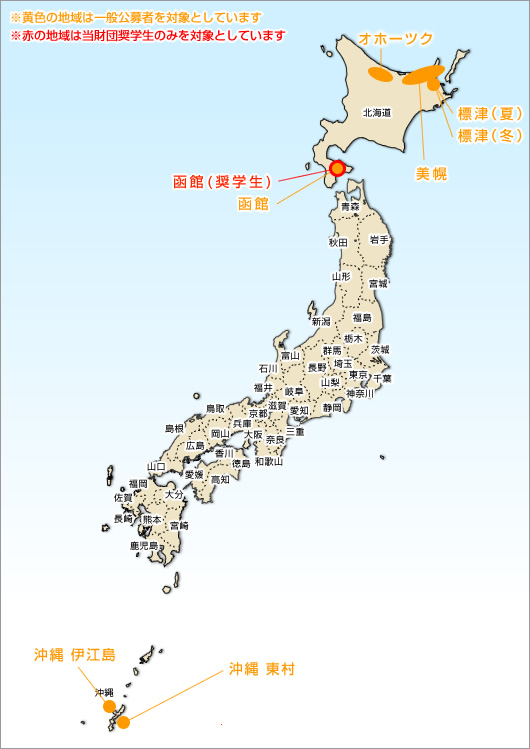 ※黄色の地域は一般公募者を対象としています
※赤の地域は当財団奨学生のみを対象としています
オホーツク
北海道
標津(夏)
標津(冬)
美幌
函館(奨学生)
函館
青森
秋田
岩手
山形
宮城
新潟
福島
栃木
富山
群馬
茨城
石川
長野
埼玉
東京
千葉
福井
岐阜
山梨
神奈川
鳥取
京都
滋賀
愛知
静岡
島根
兵庫
岡山
大阪
奈良
三重
広島
香川
徳島
和歌山
山口
愛媛
高知
福岡
佐賀
大分
長崎
熊本
宮崎
鹿児島
沖縄 伊江島
沖縄 東村
沖縄